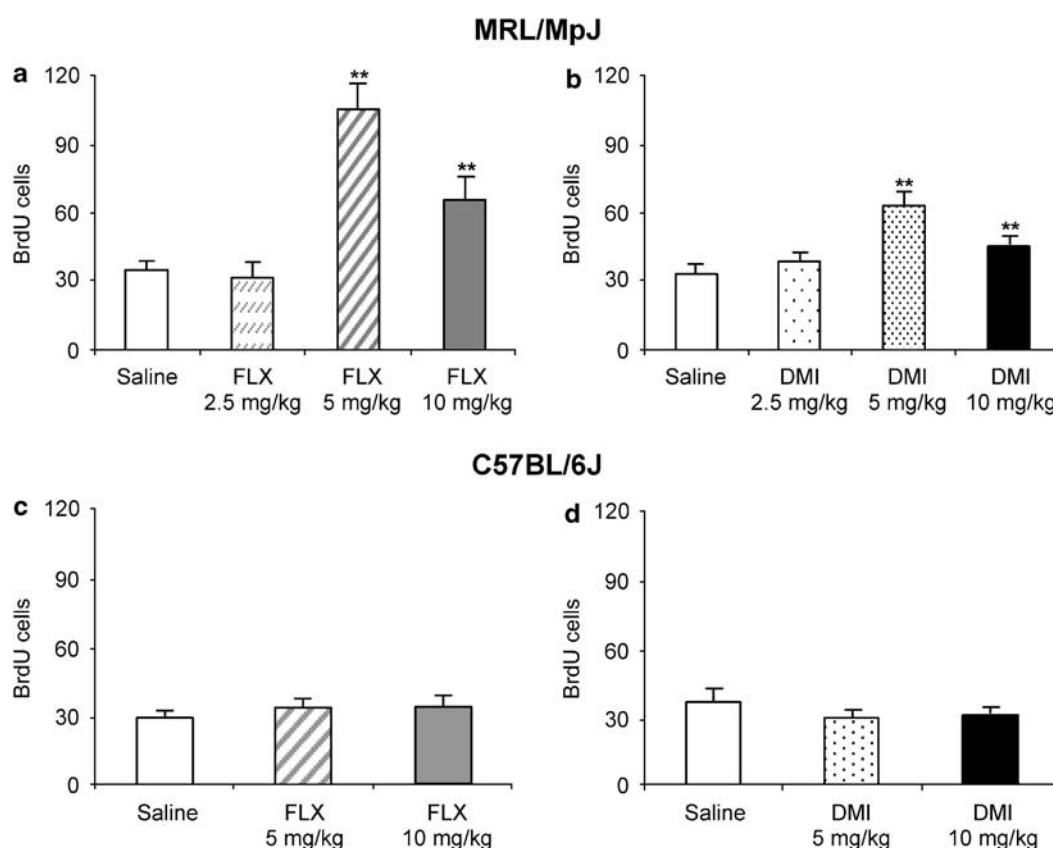 MRL/MpJ
a
BrdU cells
120
90
60
30
0
**
**
Saline
FLX
2.5 mg/kg
FLX
5 mg/kg
FLX
10 mg/kg
b
BrdU cells
120
90
60
30
0
**
**
Saline
DMI
2.5 mg/kg
DMI
5 mg/kg
DMI
10 mg/kg
C57BL/6J
c
BrdU cells
120
90
60
30
0
Saline
FLX
5 mg/kg
FLX
10 mg/kg
d
BrdU cells
120
90
60
30
0
Saline
DMI
5 mg/kg
DMI
10 mg/kg